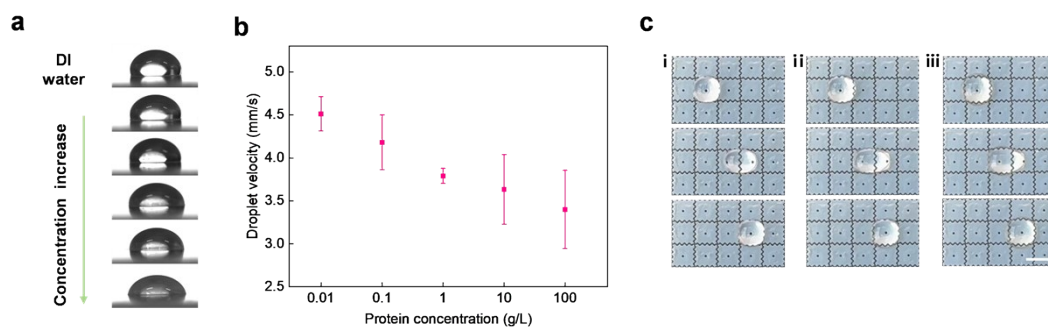 a
DI
water
Concentration increase
b
Droplet velocity (mm/s)
5.0
4.5
4.0
3.5
3.0
2.5
0.01 0.1 1 10 100
Protein concentration (g/L)
c
i ii iii